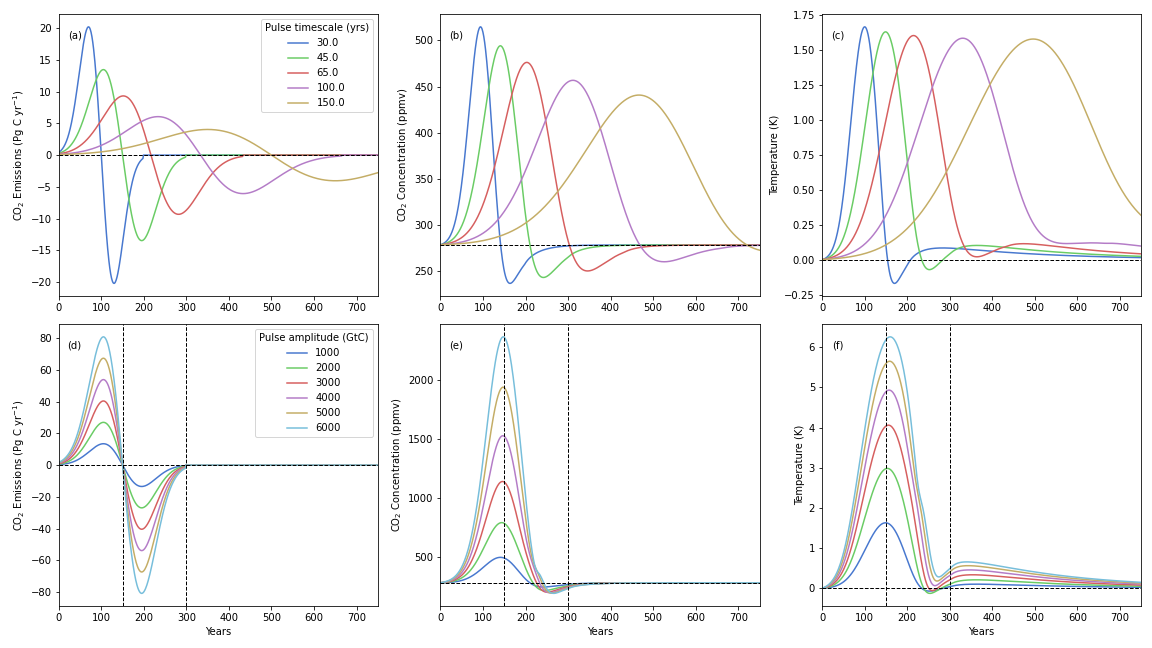 (a)
Pulse timescale (yrs)
30.0
45.0
65.0
100.0
150.0
CO₂ Emissions (Pg C yr⁻¹)
20
15
10
5
0
−5
−10
−15
−20
0 100 200 300 400 500 600 700
(b)
CO₂ Concentration (ppmv)
500
450
400
350
300
250
0 100 200 300 400 500 600 700
(c)
Temperature (K)
1.75
1.50
1.25
1.00
0.75
0.50
0.25
0.00
−0.25
0 100 200 300 400 500 600 700
(d)
Pulse amplitude (GtC)
1000
2000
3000
4000
5000
6000
CO₂ Emissions (Pg C yr⁻¹)
80
60
40
20
0
−20
−40
−60
−80
0 100 200 300 400 500 600 700
Years
(e)
CO₂ Concentration (ppmv)
2000
1500
1000
500
0 100 200 300 400 500 600 700
Years
(f)
Temperature (K)
6
5
4
3
2
1
0
0 100 200 300 400 500 600 700
Years